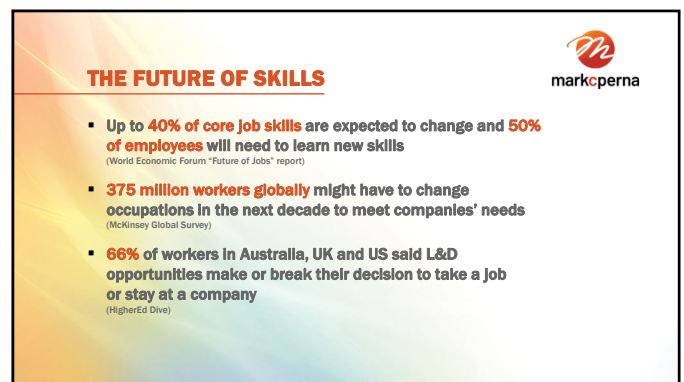 THE FUTURE OF SKILLS
markcperna
▪ Up to 40% of core job skills are expected to change and 50%
of employees will need to learn new skills
(World Economic Forum “Future of Jobs” report)
▪ 375 million workers globally might have to change
occupations in the next decade to meet companies’ needs
(McKinsey Global Survey)
▪ 66% of workers in Australia, UK and US said L&D
opportunities make or break their decision to take a job
or stay at a company
(HigherEd Dive)